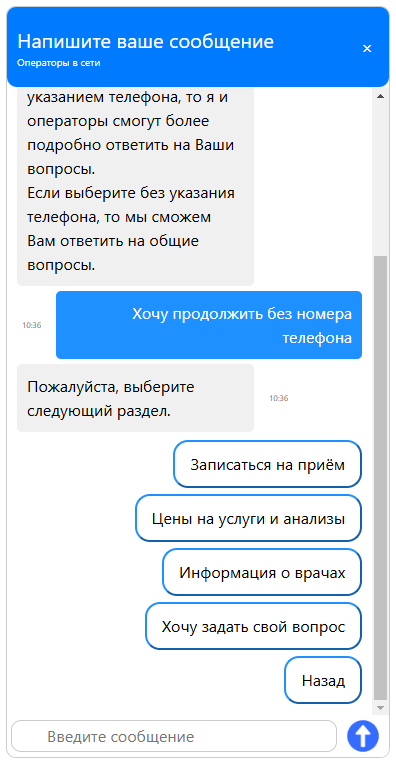 Напишите ваше сообщение
×
Операторы в сети
указанием телефона, то я и
операторы смогут более
подробно ответить на Ваши
вопросы.
Если выберите без указания
телефона, то мы сможем
Вам ответить на общие
вопросы.
Хочу продолжить без номера
телефона
10:36
Пожалуйста, выберите
следующий раздел.
10:36
Записаться на приём
Цены на услуги и анализы
Информация о врачах
Хочу задать свой вопрос
Назад
Введите сообщение